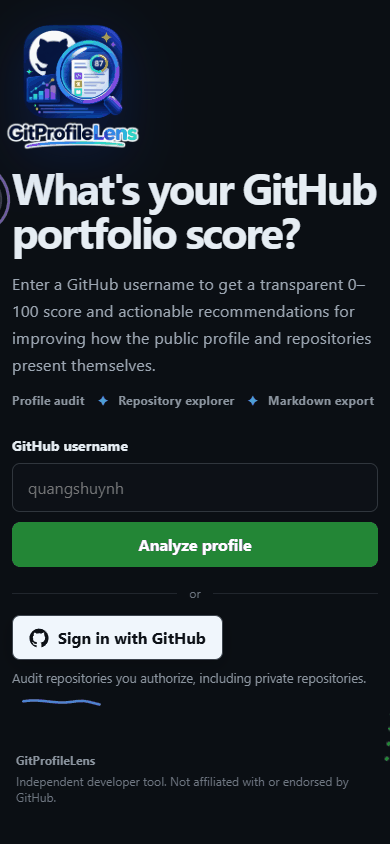 87
GitProfileLens
What's your GitHub
portfolio score?
Enter a GitHub username to get a transparent 0–
100 score and actionable recommendations for
improving how the public profile and repositories
present themselves.
Profile audit ✦ Repository explorer ✦ Markdown export
GitHub username
quangshuynh
Analyze profile
or
Sign in with GitHub
Audit repositories you authorize, including private repositories.
GitProfileLens
Independent developer tool. Not affiliated with or endorsed by
GitHub.